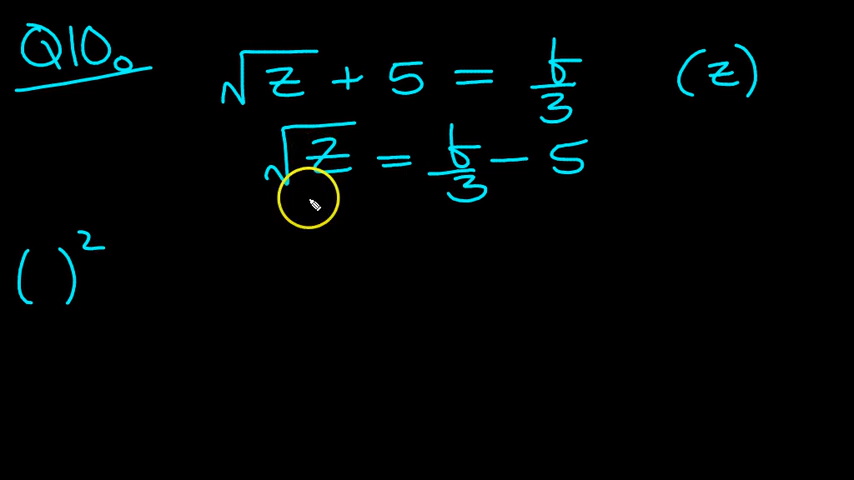 Q10. √z + 5 = t/3 (z)
√z = t/3 - 5
( )²